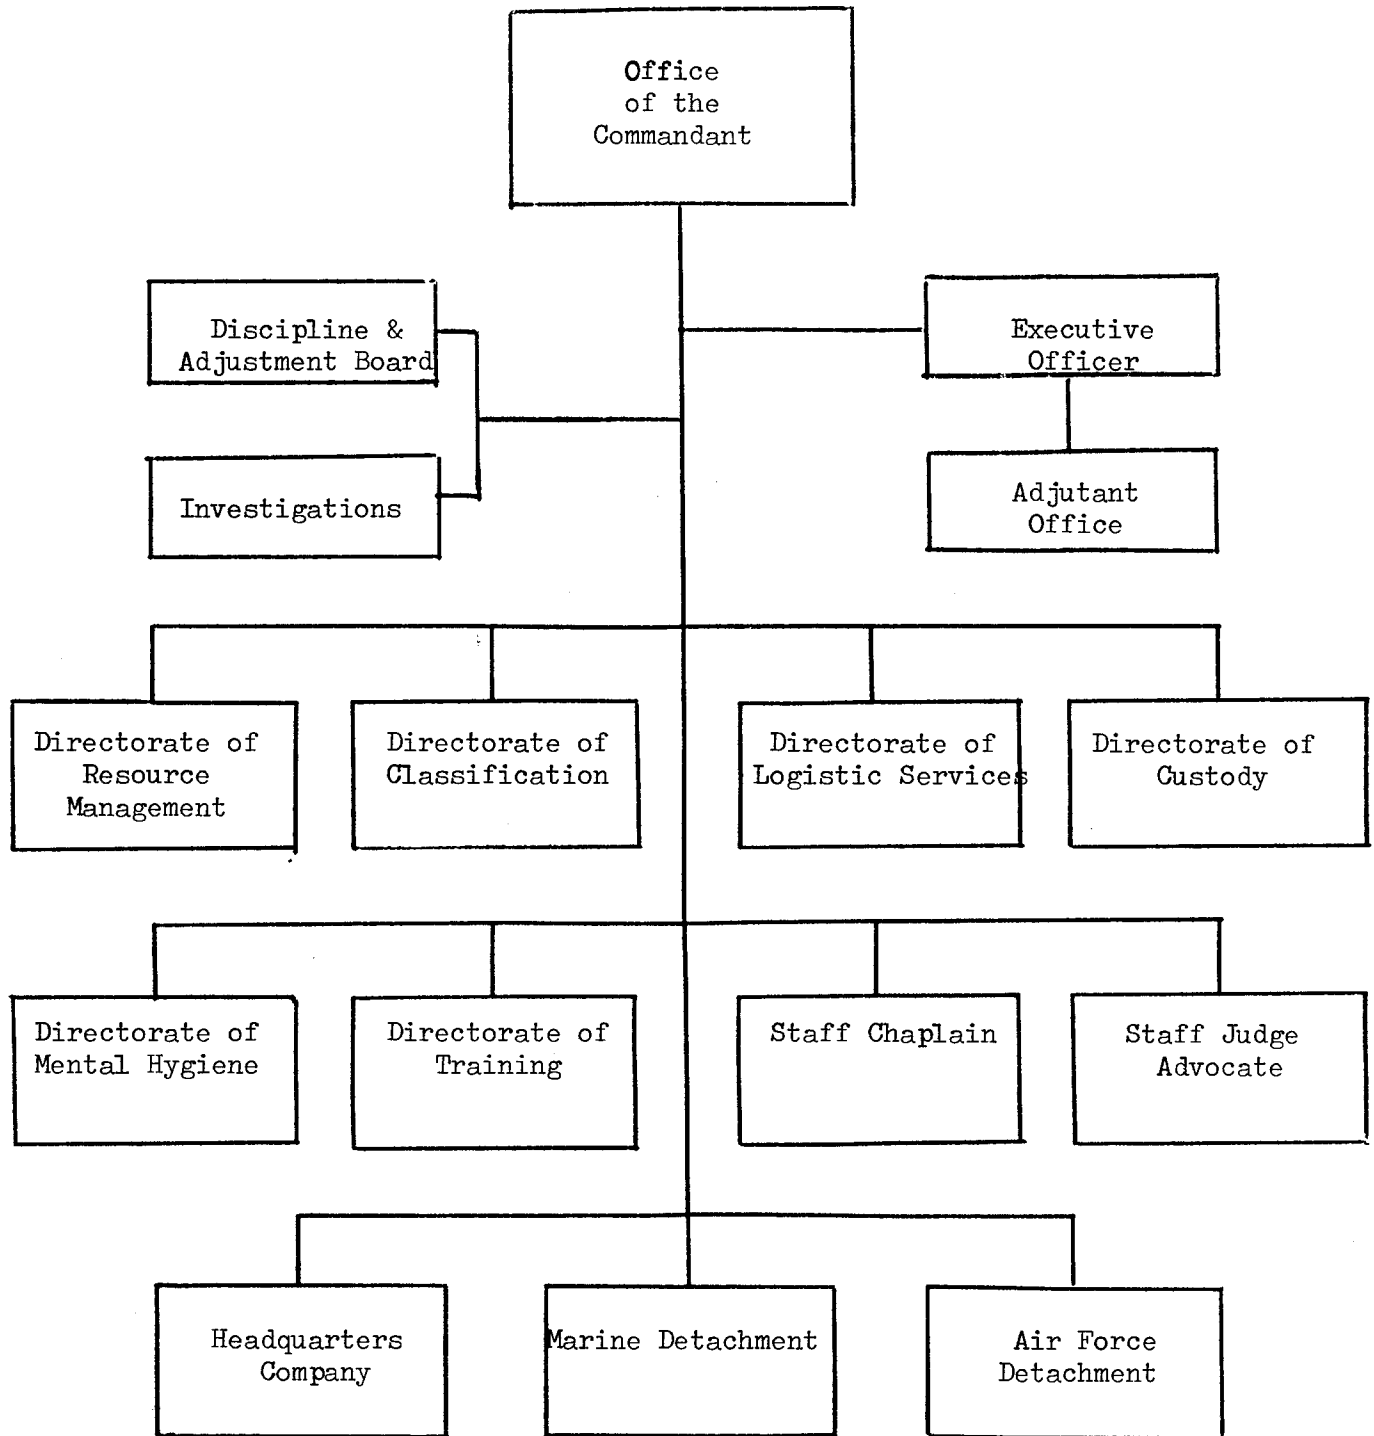 Office
of the
Commandant
Discipline &
Adjustment Board
Executive
Officer
Investigations
Adjutant
Office
Directorate of
Resource
Management
Directorate of
Classification
Directorate of
Logistic Services
Directorate of
Custody
Directorate of
Mental Hygiene
Directorate of
Training
Staff Chaplain
Staff Judge
Advocate
Headquarters
Company
Marine Detachment
Air Force
Detachment